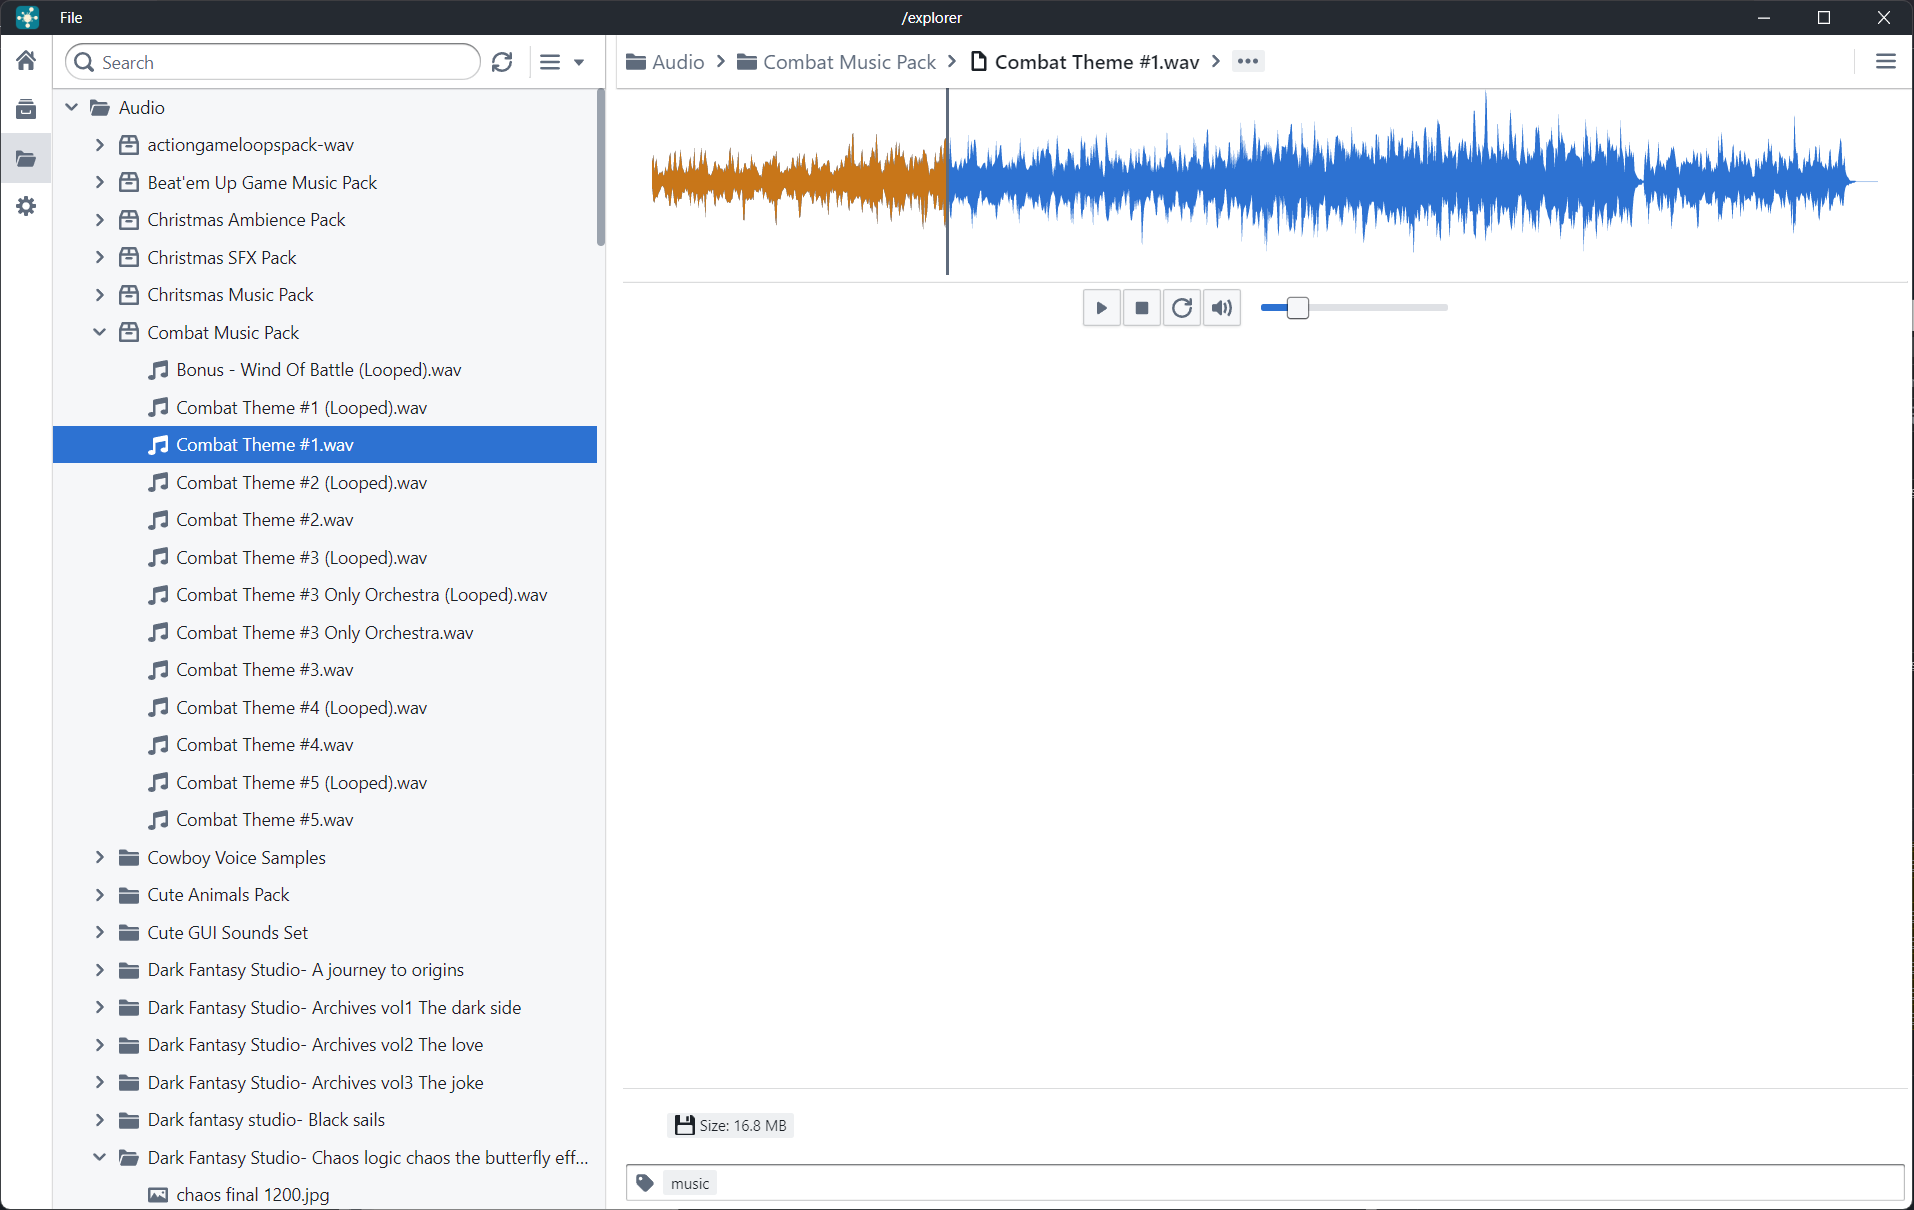 File
/explorer
Search
Audio
actiongameloopspack-wav
Beat'em Up Game Music Pack
Christmas Ambience Pack
Christmas SFX Pack
Chritsmas Music Pack
Combat Music Pack
Bonus - Wind Of Battle (Looped).wav
Combat Theme #1 (Looped).wav
Combat Theme #1.wav
Combat Theme #2 (Looped).wav
Combat Theme #2.wav
Combat Theme #3 (Looped).wav
Combat Theme #3 Only Orchestra (Looped).wav
Combat Theme #3 Only Orchestra.wav
Combat Theme #3.wav
Combat Theme #4 (Looped).wav
Combat Theme #4.wav
Combat Theme #5 (Looped).wav
Combat Theme #5.wav
Cowboy Voice Samples
Cute Animals Pack
Cute GUI Sounds Set
Dark Fantasy Studio- A journey to origins
Dark Fantasy Studio- Archives vol1 The dark side
Dark Fantasy Studio- Archives vol2 The love
Dark Fantasy Studio- Archives vol3 The joke
Dark fantasy studio- Black sails
Dark Fantasy Studio- Chaos logic chaos the butterfly eff...
chaos final 1200.jpg
Audio > Combat Music Pack > Combat Theme #1.wav > •••
Size: 16.8 MB
music